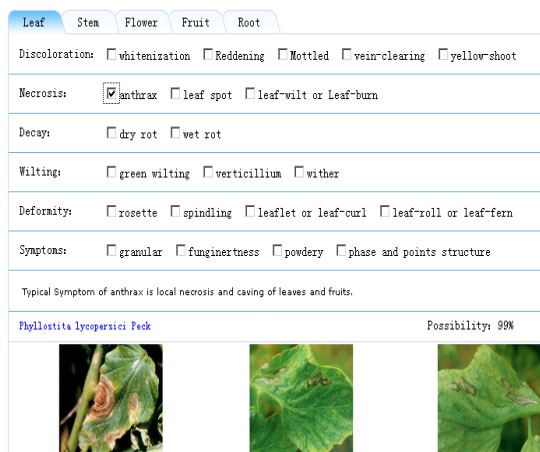 Leaf Stem Flower Fruit Root
Discoloration: whitenization Reddening Mottled vein-clearing yellow-shoot
Necrosis: anthrax leaf spot leaf-wilt or Leaf-burn
Decay: dry rot wet rot
Wilting: green wilting verticillium wither
Deformity: rosette spindling leaflet or leaf-curl leaf-roll or leaf-fern
Symptoms: granular funginertness powdery phase and points structure
Typical Symptom of anthrax is local necrosis and caving of leaves and fruits.
Phyllostita lycopersici Peck Possibility: 99%